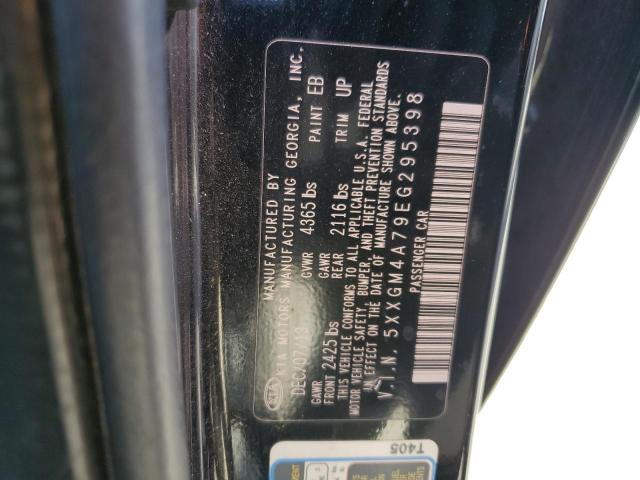 KIA
MANUFACTURED BY
KIA MOTORS MANUFACTURING GEORGIA, INC.
DEC/07/13 GVWR 4365 lbs PAINT EB
GAWR FRONT 2425 lbs GAWR REAR 2116 lbs TRIM UP
THIS VEHICLE CONFORMS TO ALL APPLICABLE U.S.A. FEDERAL
MOTOR VEHICLE SAFETY, BUMPER, AND THEFT PREVENTION STANDARDS
IN EFFECT ON THE DATE OF MANUFACTURE SHOWN ABOVE.
V.I.N. 5XXGM4A79EG295398
PASSENGER CAR
T405